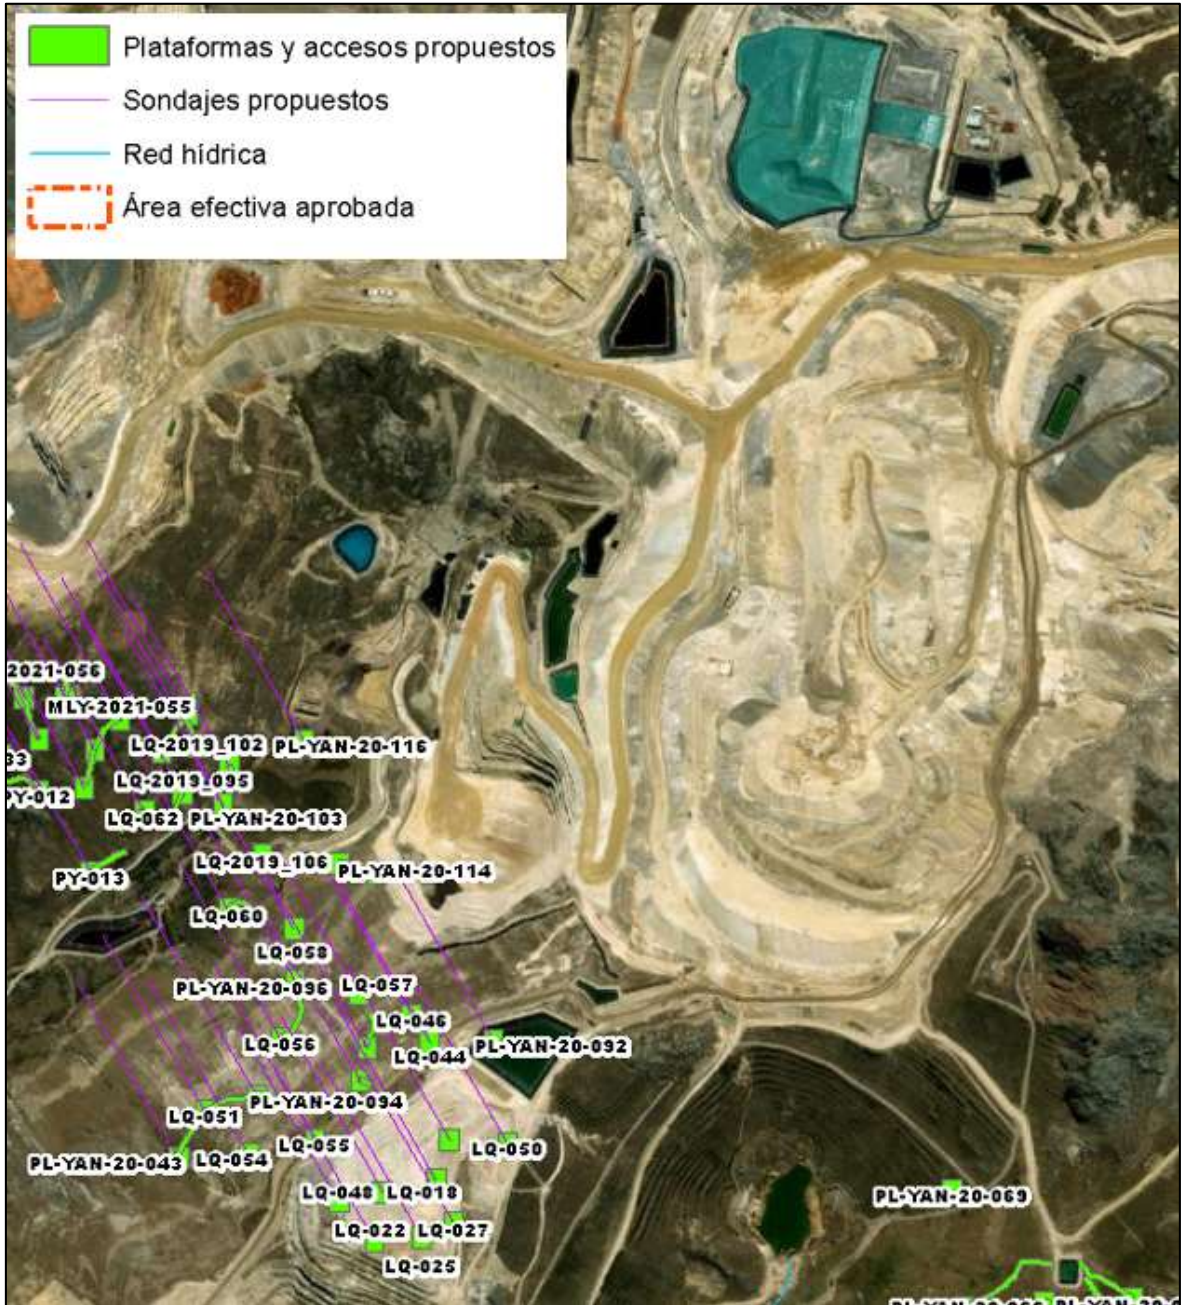 Plataformas y accesos propuestos
Sondajes propuestos
Red hídrica
Área efectiva aprobada
2021-056
MLY-2021-055
LQ-2019_102
PL-YAN-20-116
33
LQ-2019_095
PY-012
LQ-062
PL-YAN-20-103
LQ-2019_106
PL-YAN-20-114
PY-013
LQ-060
LQ-058
PL-YAN-20-096
LQ-057
LQ-046
LQ-056
LQ-044
PL-YAN-20-092
PL-YAN-20-094
LQ-051
LQ-055
LQ-050
PL-YAN-20-043
LQ-054
LQ-048
LQ-018
PL-YAN-20-069
LQ-022
LQ-027
LQ-025